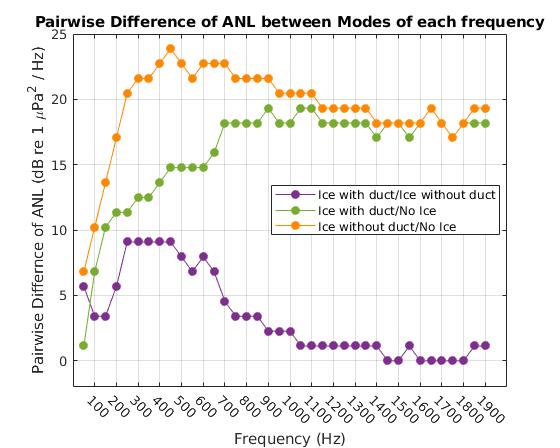 Pairwise Difference of ANL between Modes of each frequency
Pairwise Differnce of ANL (dB re 1 μPa² / Hz)
25
20
15
10
5
0
Ice with duct/Ice without duct
Ice with duct/No Ice
Ice without duct/No Ice
100 200 300 400 500 600 700 800 900 1000 1100 1200 1300 1400 1500 1600 1700 1800 1900
Frequency (Hz)